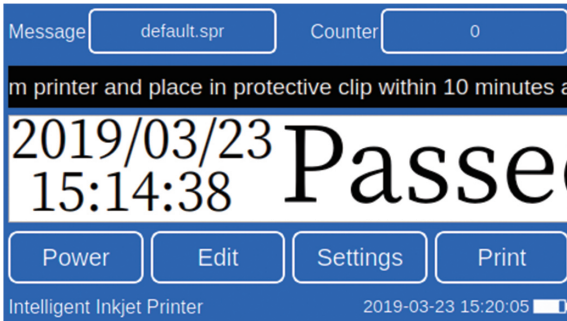 Message default.spr Counter 0
m printer and place in protective clip within 10 minutes
2019/03/23 Passe
15:14:38
Power Edit Settings Print
Intelligent Inkjet Printer 2019-03-23 15:20:05